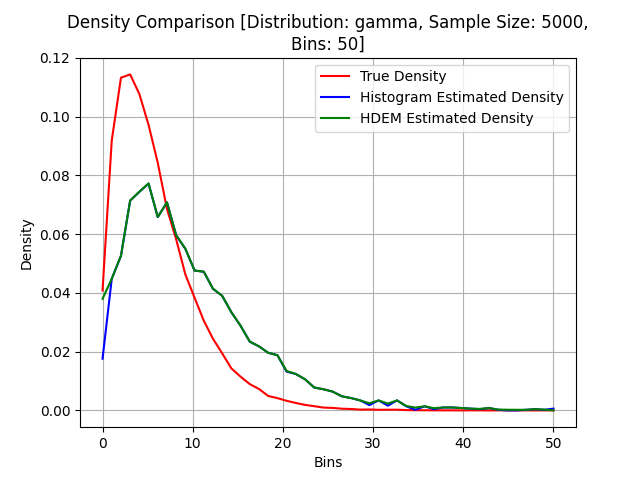 Density Comparison [Distribution: gamma, Sample Size: 5000,
Bins: 50]
True Density
Histogram Estimated Density
HDEM Estimated Density
Density
0.12
0.10
0.08
0.06
0.04
0.02
0.00
0 10 20 30 40 50
Bins